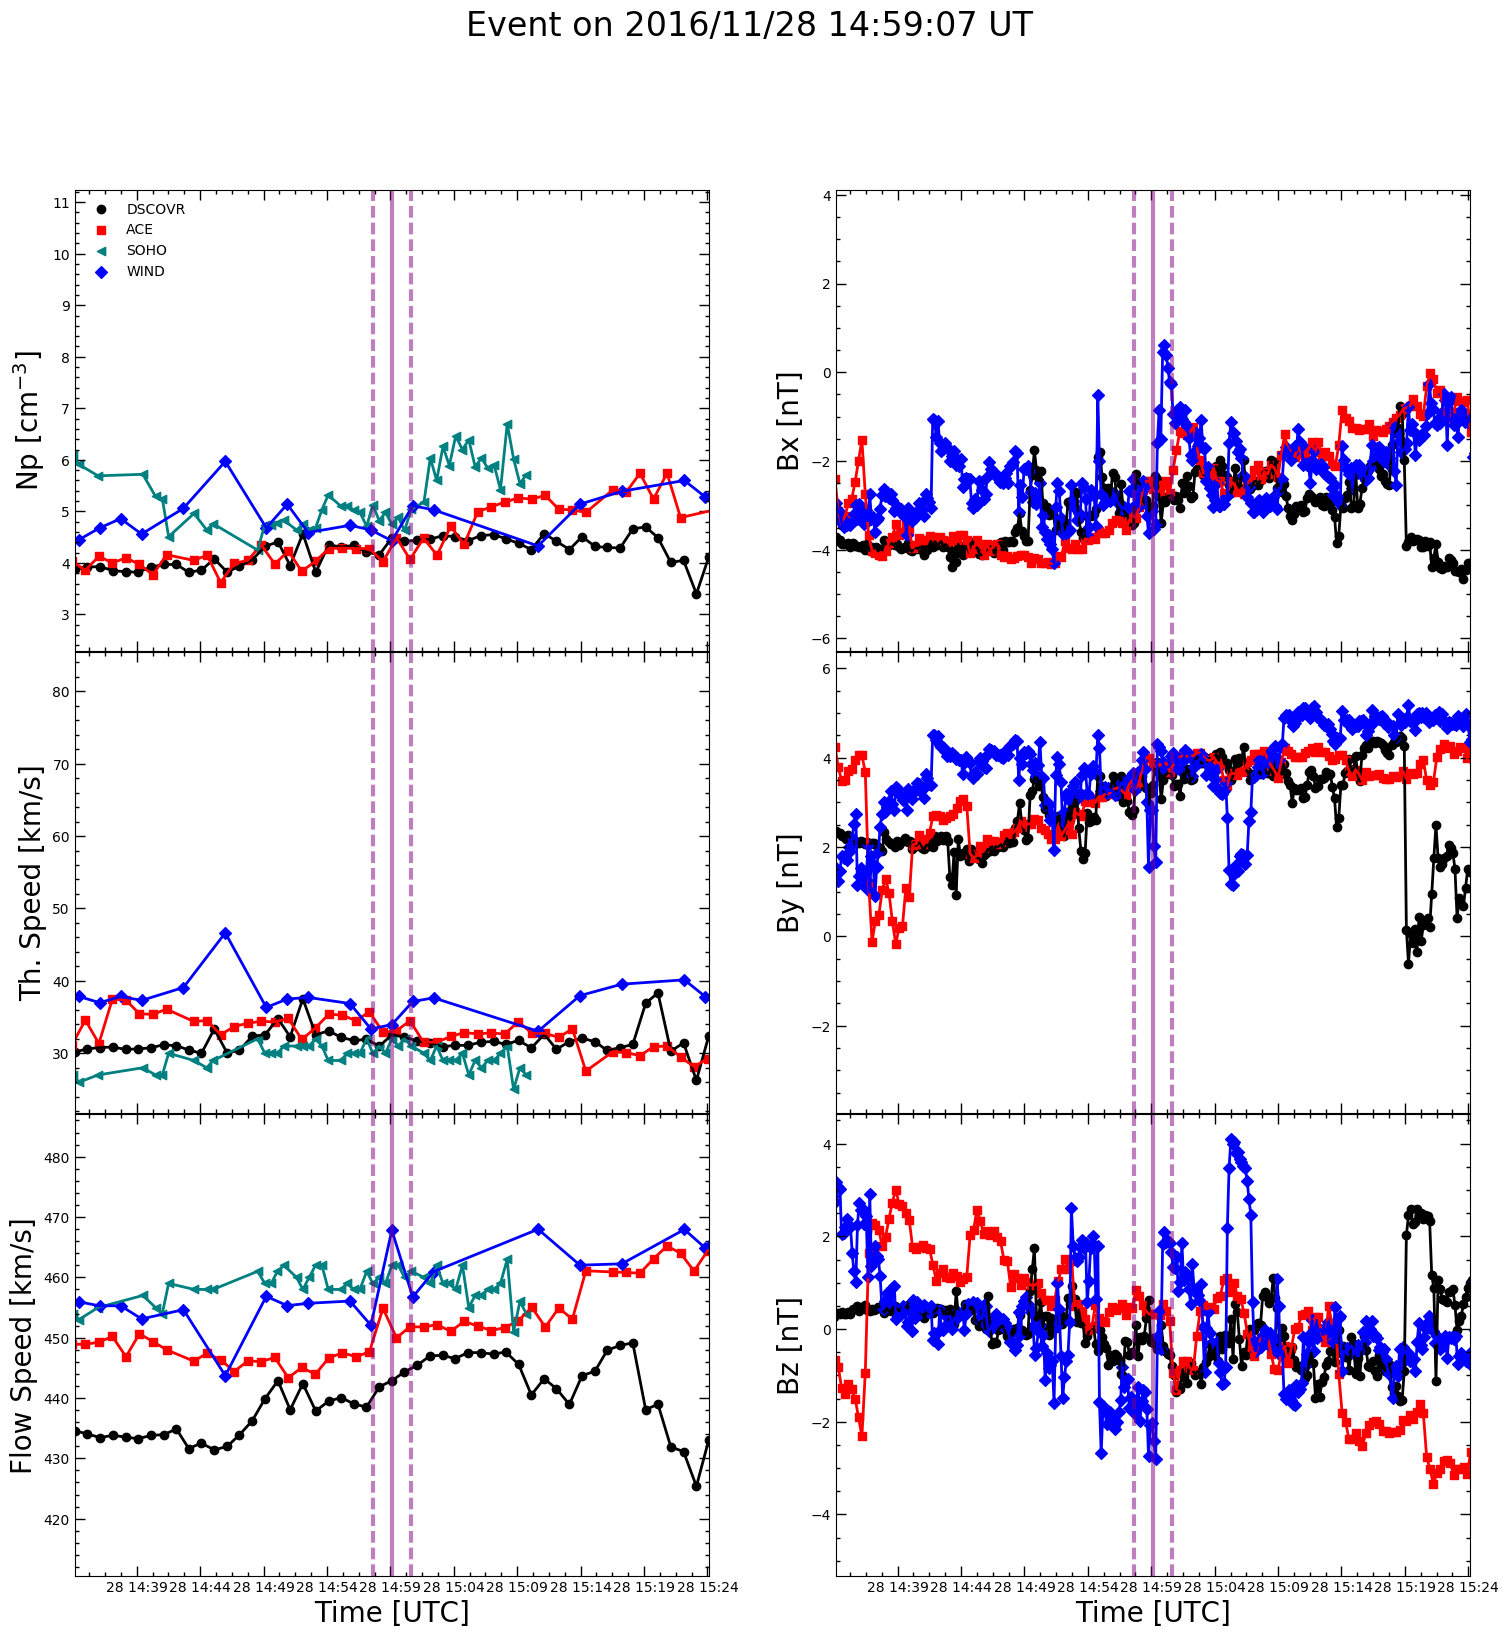 Event on 2016/11/28 14:59:07 UT
11
10
9
8
7
6
5
4
3
Np [cm⁻³]
DSCOVR
ACE
SOHO
WIND
80
70
60
50
40
30
Th. Speed [km/s]
480
470
460
450
440
430
420
Flow Speed [km/s]
28 14:39 28 14:44 28 14:49 28 14:54 28 14:59 28 15:04 28 15:09 28 15:14 28 15:19 28 15:24
Time [UTC]
4
2
0
−2
−4
−6
Bx [nT]
6
4
2
0
−2
By [nT]
4
2
0
−2
−4
Bz [nT]
28 14:39 28 14:44 28 14:49 28 14:54 28 14:59 28 15:04 28 15:09 28 15:14 28 15:19 28 15:24
Time [UTC]